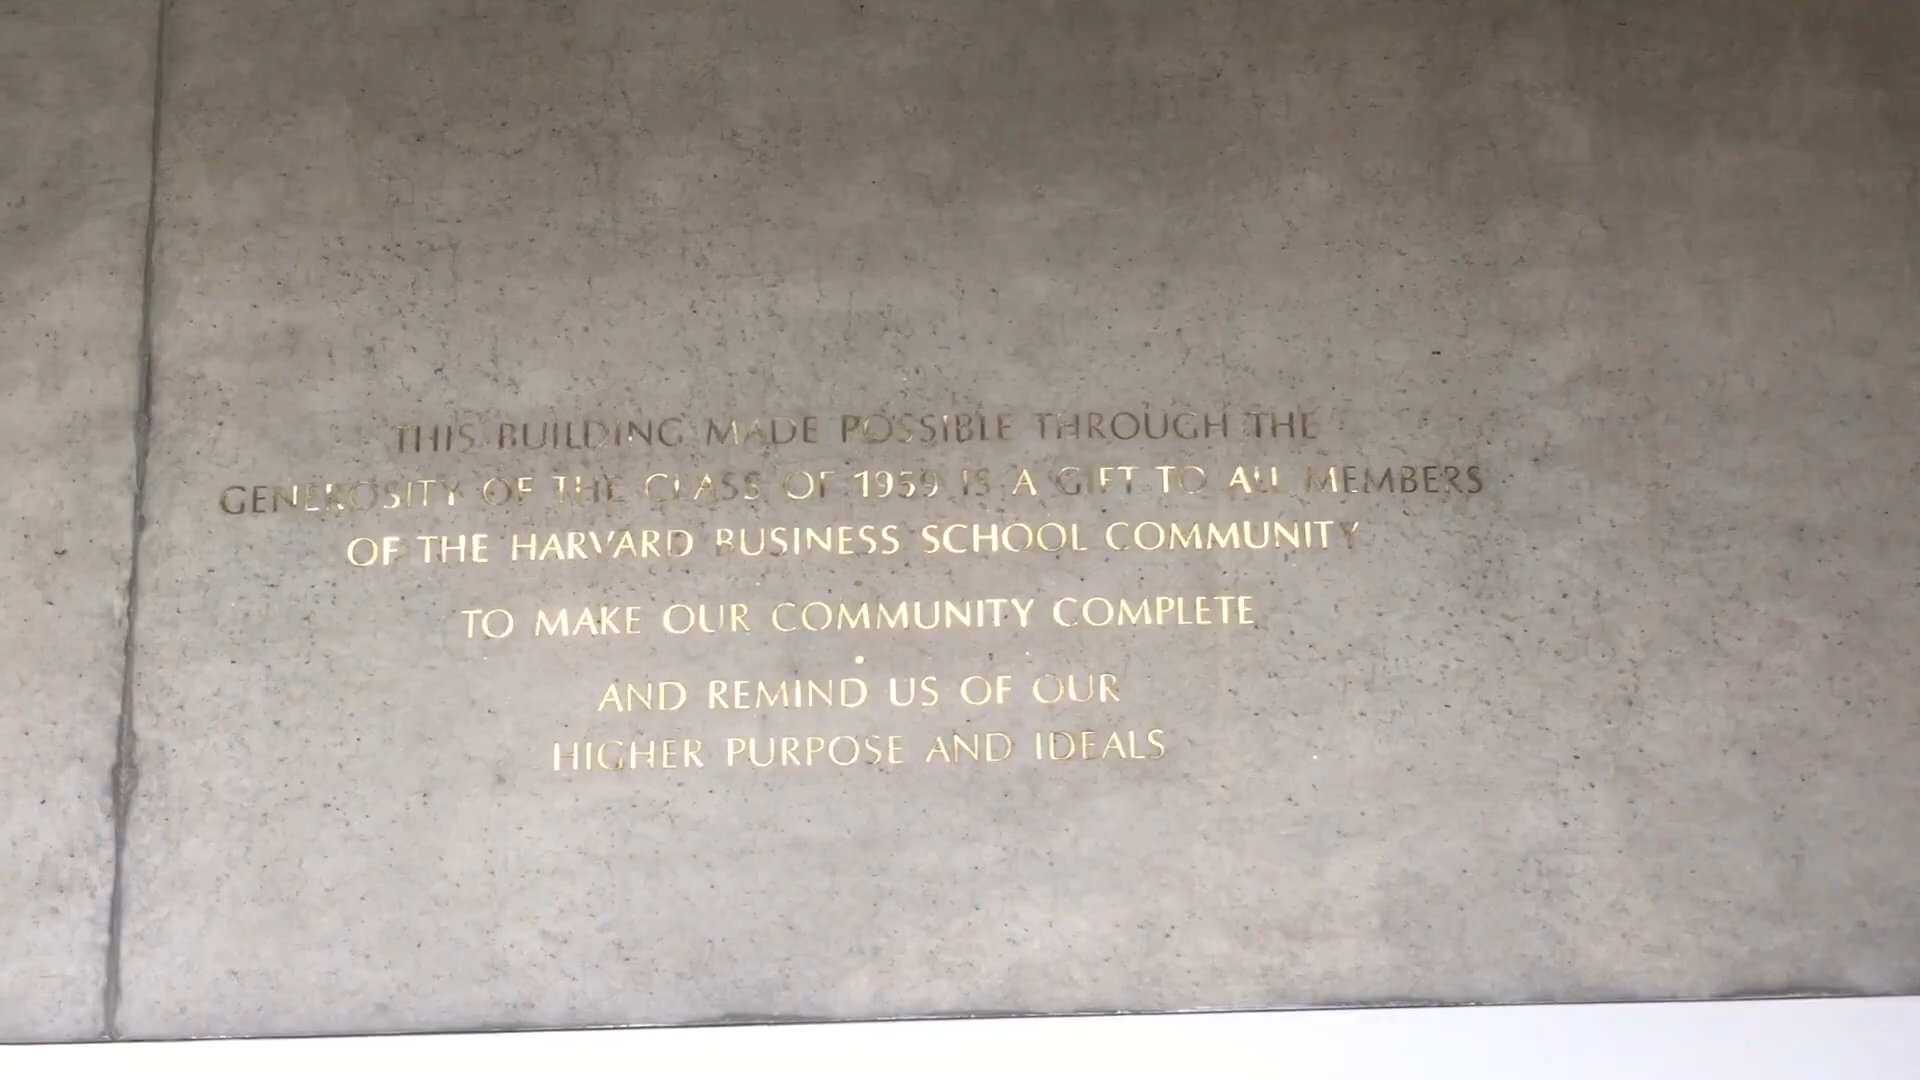 THIS BUILDING MADE POSSIBLE THROUGH THE
GENEROSITY OF THE CLASS OF 1959 IS A GIFT TO ALL MEMBERS
OF THE HARVARD BUSINESS SCHOOL COMMUNITY
TO MAKE OUR COMMUNITY COMPLETE
AND REMIND US OF OUR
HIGHER PURPOSE AND IDEALS